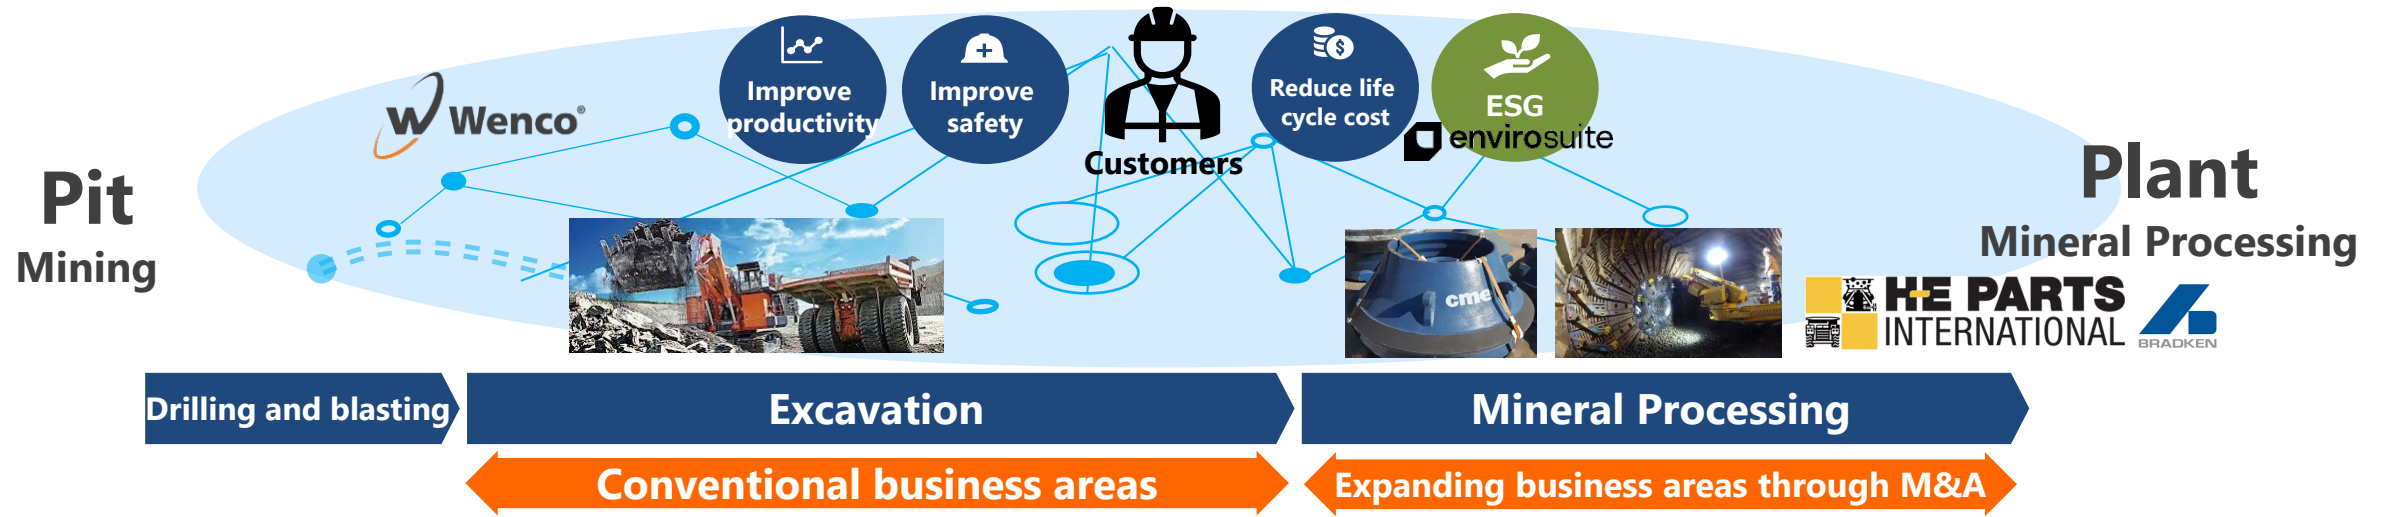 Pit
Mining
Wenco®
Improve
productivity
Improve
safety
Customers
Reduce life
cycle cost
ESG
envirosuite
Plant
Mineral Processing
cme
H-E PARTS
INTERNATIONAL
BRADKEN
Drilling and blasting
Excavation
Mineral Processing
Conventional business areas
Expanding business areas through M&A